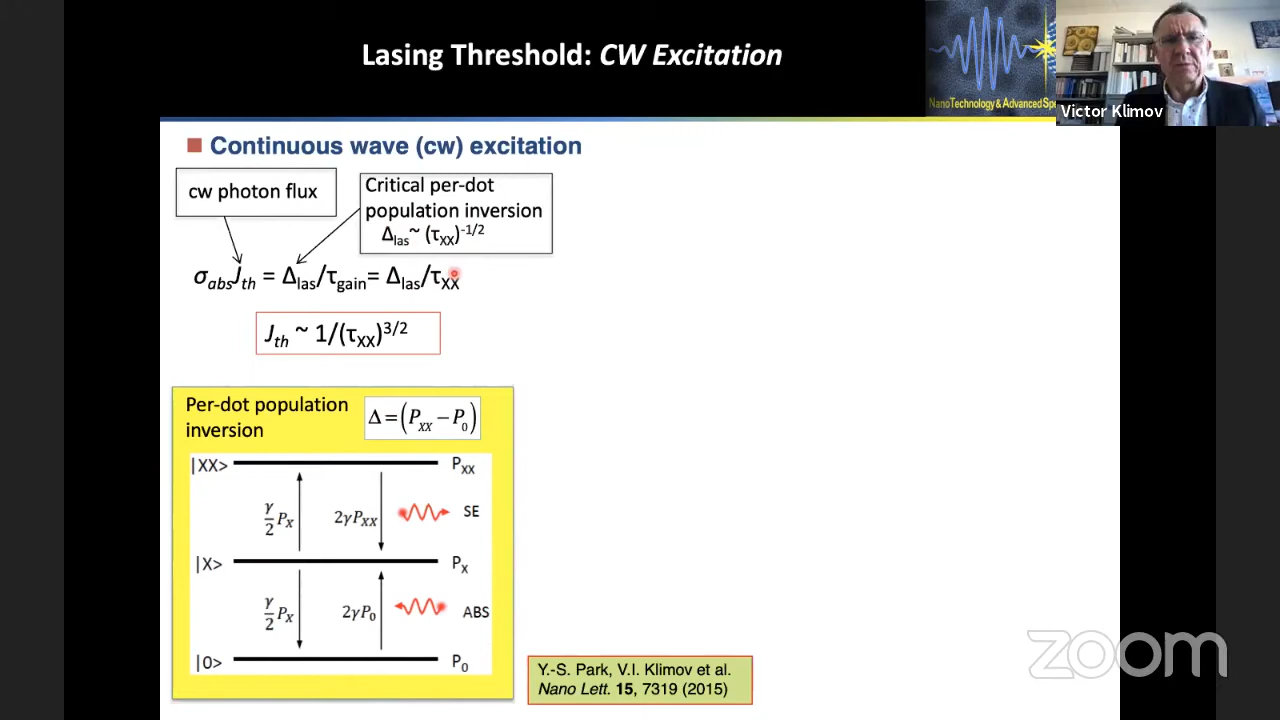 Lasing Threshold: CW Excitation
NanoTechnology & Advanced Spe
Victor Klimov
Continuous wave (cw) excitation
cw photon flux
Critical per-dot
population inversion
Δlas~ (τXX)-1/2
σabsJth = Δlas/τgain= Δlas/τXX
Jth ~ 1/(τXX)3/2
Per-dot population
inversion
Δ = (PXX − P0)
|XX>
PXX
γ/2 PX
2γPXX
SE
|X>
PX
γ/2 PX
2γP0
ABS
|0>
P0
Y.-S. Park, V.I. Klimov et al.
Nano Lett. 15, 7319 (2015)
zoom